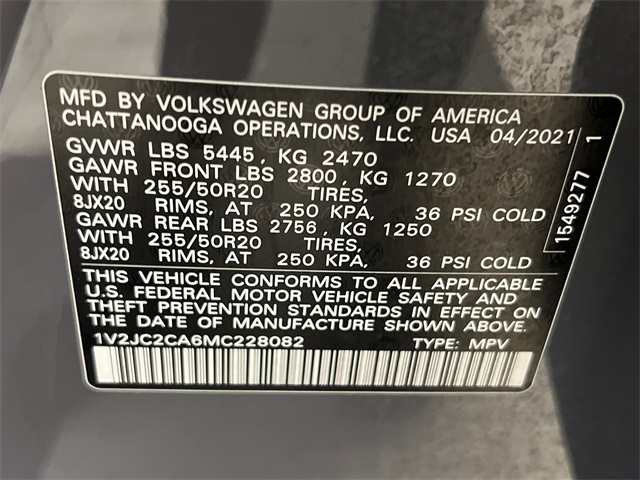 MFD BY VOLKSWAGEN GROUP OF AMERICA
CHATTANOOGA OPERATIONS, LLC. USA 04/2021
GVWR LBS 5445, KG 2470
GAWR FRONT LBS 2800, KG 1270
WITH 255/50R20 TIRES,
8JX20 RIMS, AT 250 KPA, 36 PSI COLD
GAWR REAR LBS 2756, KG 1250
WITH 255/50R20 TIRES,
8JX20 RIMS, AT 250 KPA, 36 PSI COLD
THIS VEHICLE CONFORMS TO ALL APPLICABLE
U.S. FEDERAL MOTOR VEHICLE SAFETY AND
THEFT PREVENTION STANDARDS IN EFFECT ON
THE DATE OF MANUFACTURE SHOWN ABOVE.
1V2JC2CA6MC228082 TYPE: MPV
1549277 1